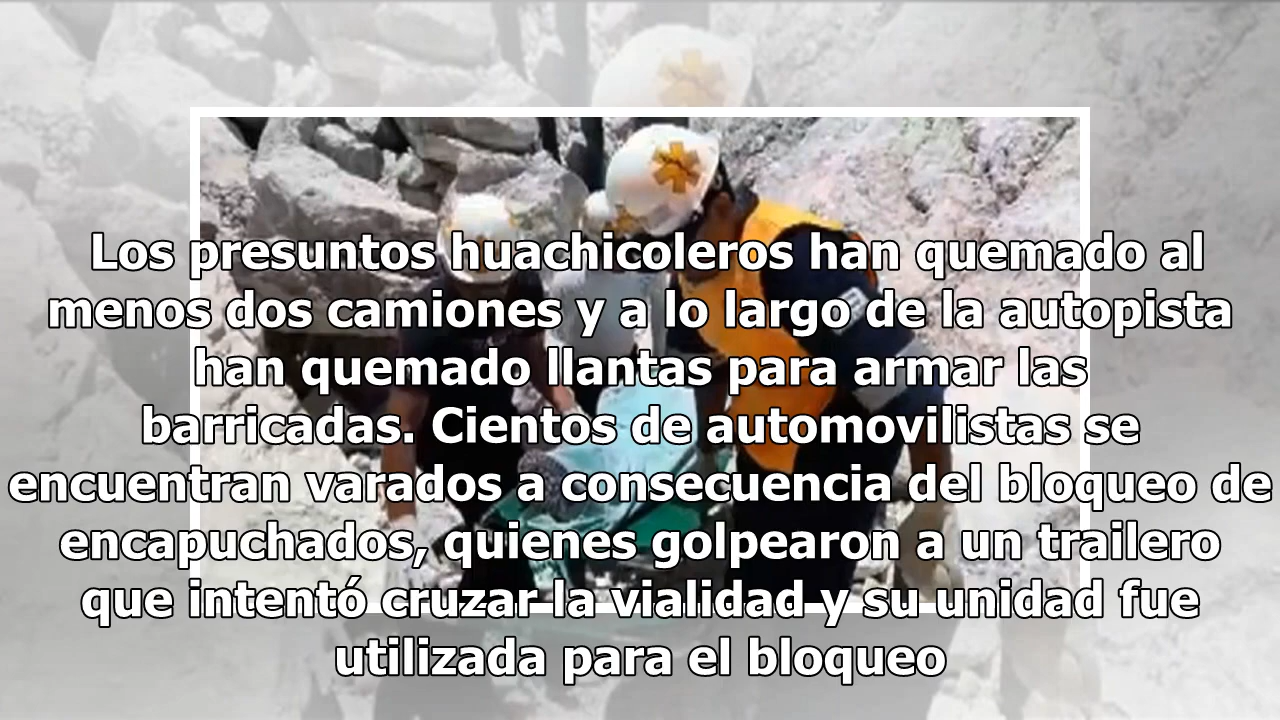 Los presuntos huachicoleros han quemado al
menos dos camiones y a lo largo de la autopista
han quemado llantas para armar las
barricadas. Cientos de automovilistas se
encuentran varados a consecuencia del bloqueo de
encapuchados, quienes golpearon a un trailero
que intentó cruzar la vialidad y su unidad fue
utilizada para el bloqueo